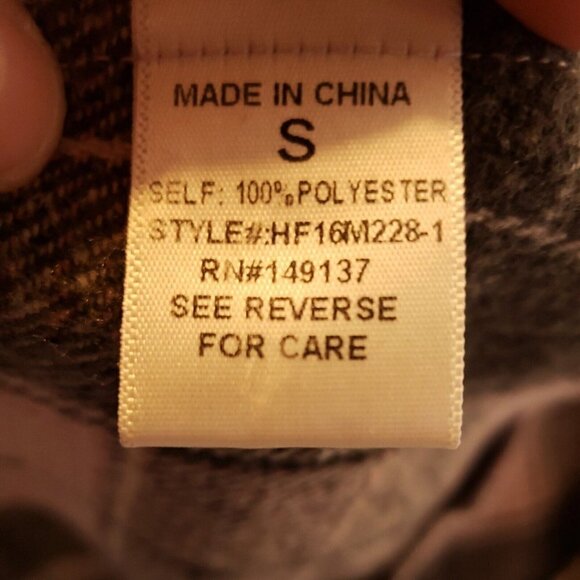 MADE IN CHINA
S
SELF: 100%POLYESTER
STYLE#:HF16M228-1
RN#149137
SEE REVERSE
FOR CARE